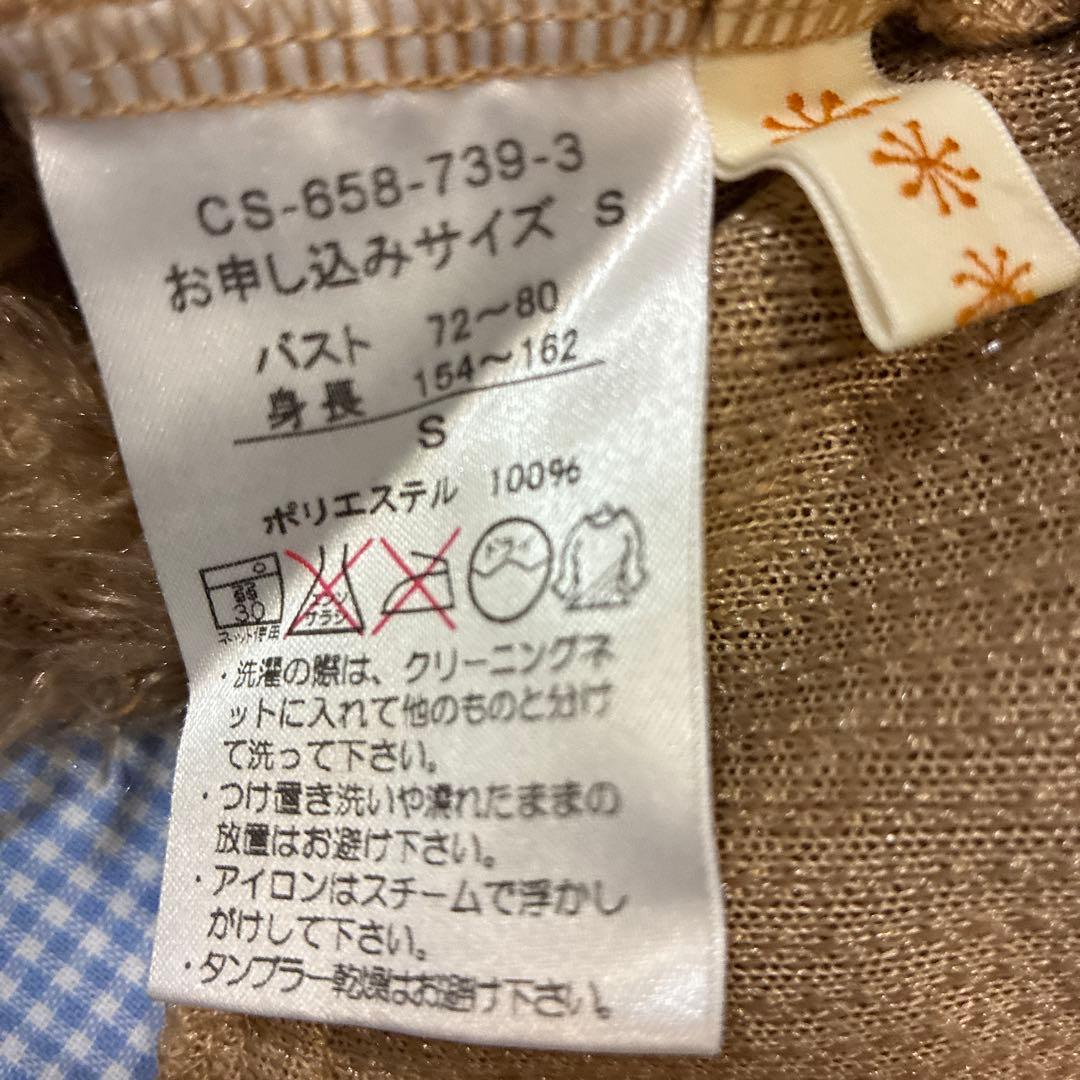 CS-658-739-3
お申し込みサイズ S
バスト 72～80
身長 154～162
S
ポリエステル 100%
弱 30 エンソ サラシ ドライ
ネット使用
・洗濯の際は、クリーニングネ
ットに入れて他のものと分け
て洗って下さい。
・つけ置き洗いや濡れたままの
放置はお避け下さい。
・アイロンはスチームで浮かし
がけして下さい。
・タンブラー乾燥はお避け下さい。